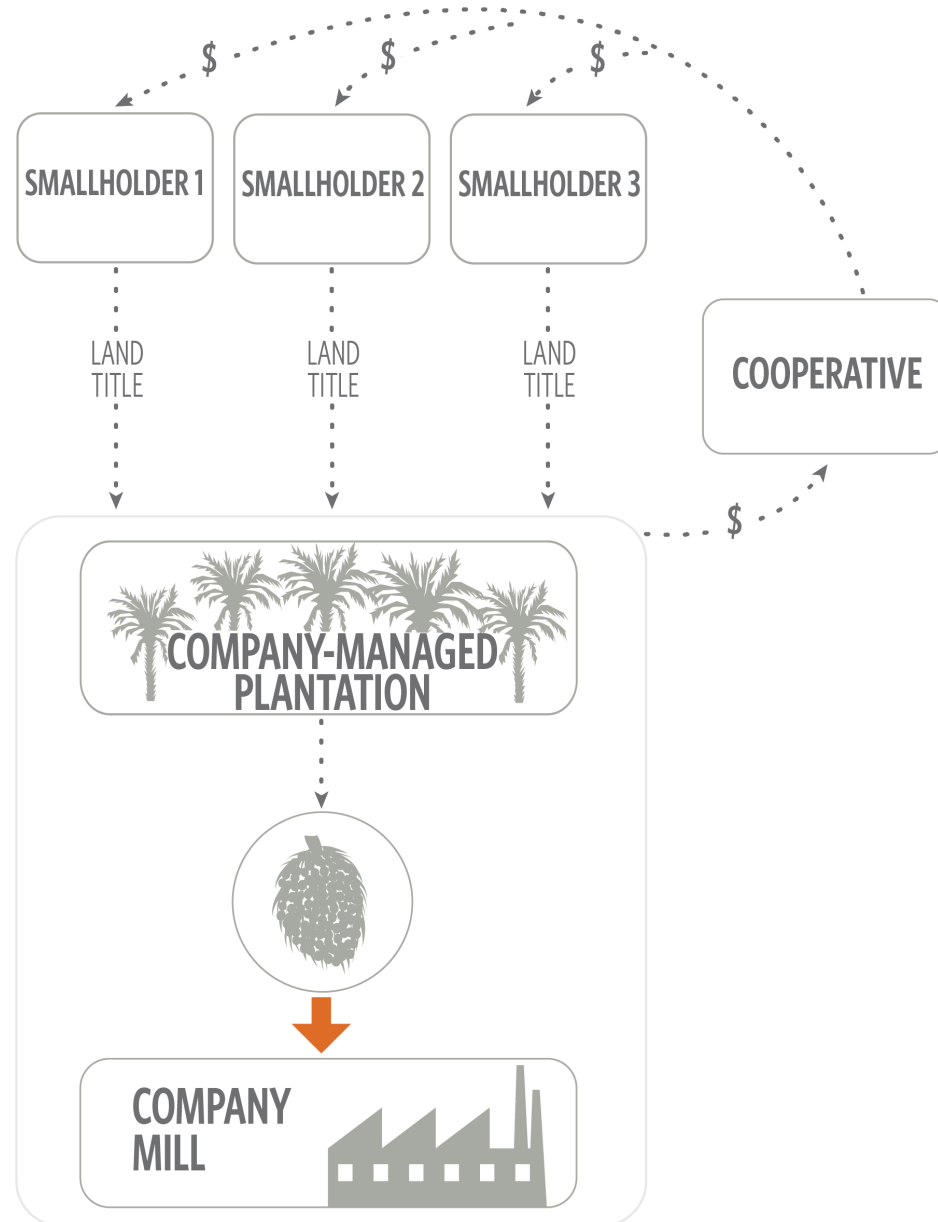 $
$
$
SMALLHOLDER 1
SMALLHOLDER 2
SMALLHOLDER 3
LAND
TITLE
LAND
TITLE
LAND
TITLE
COOPERATIVE
$
COMPANY-MANAGED
PLANTATION
COMPANY
MILL